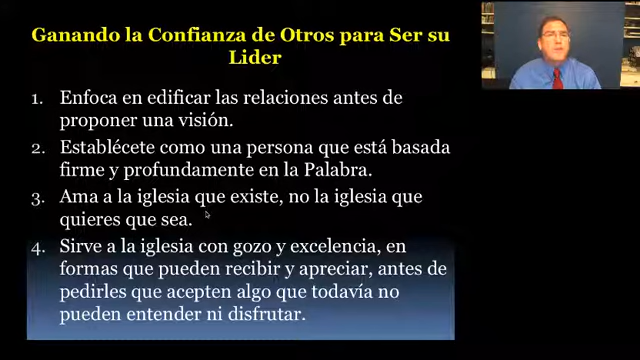 Ganando la Confianza de Otros para Ser su
Lider
1. Enfoca en edificar las relaciones antes de
proponer una visión.
2. Establécete como una persona que está basada
firme y profundamente en la Palabra.
3. Ama a la iglesia que existe, no la iglesia que
quieres que sea.
4. Sirve a la iglesia con gozo y excelencia, en
formas que pueden recibir y apreciar, antes de
pedirles que acepten algo que todavía no
pueden entender ni disfrutar.